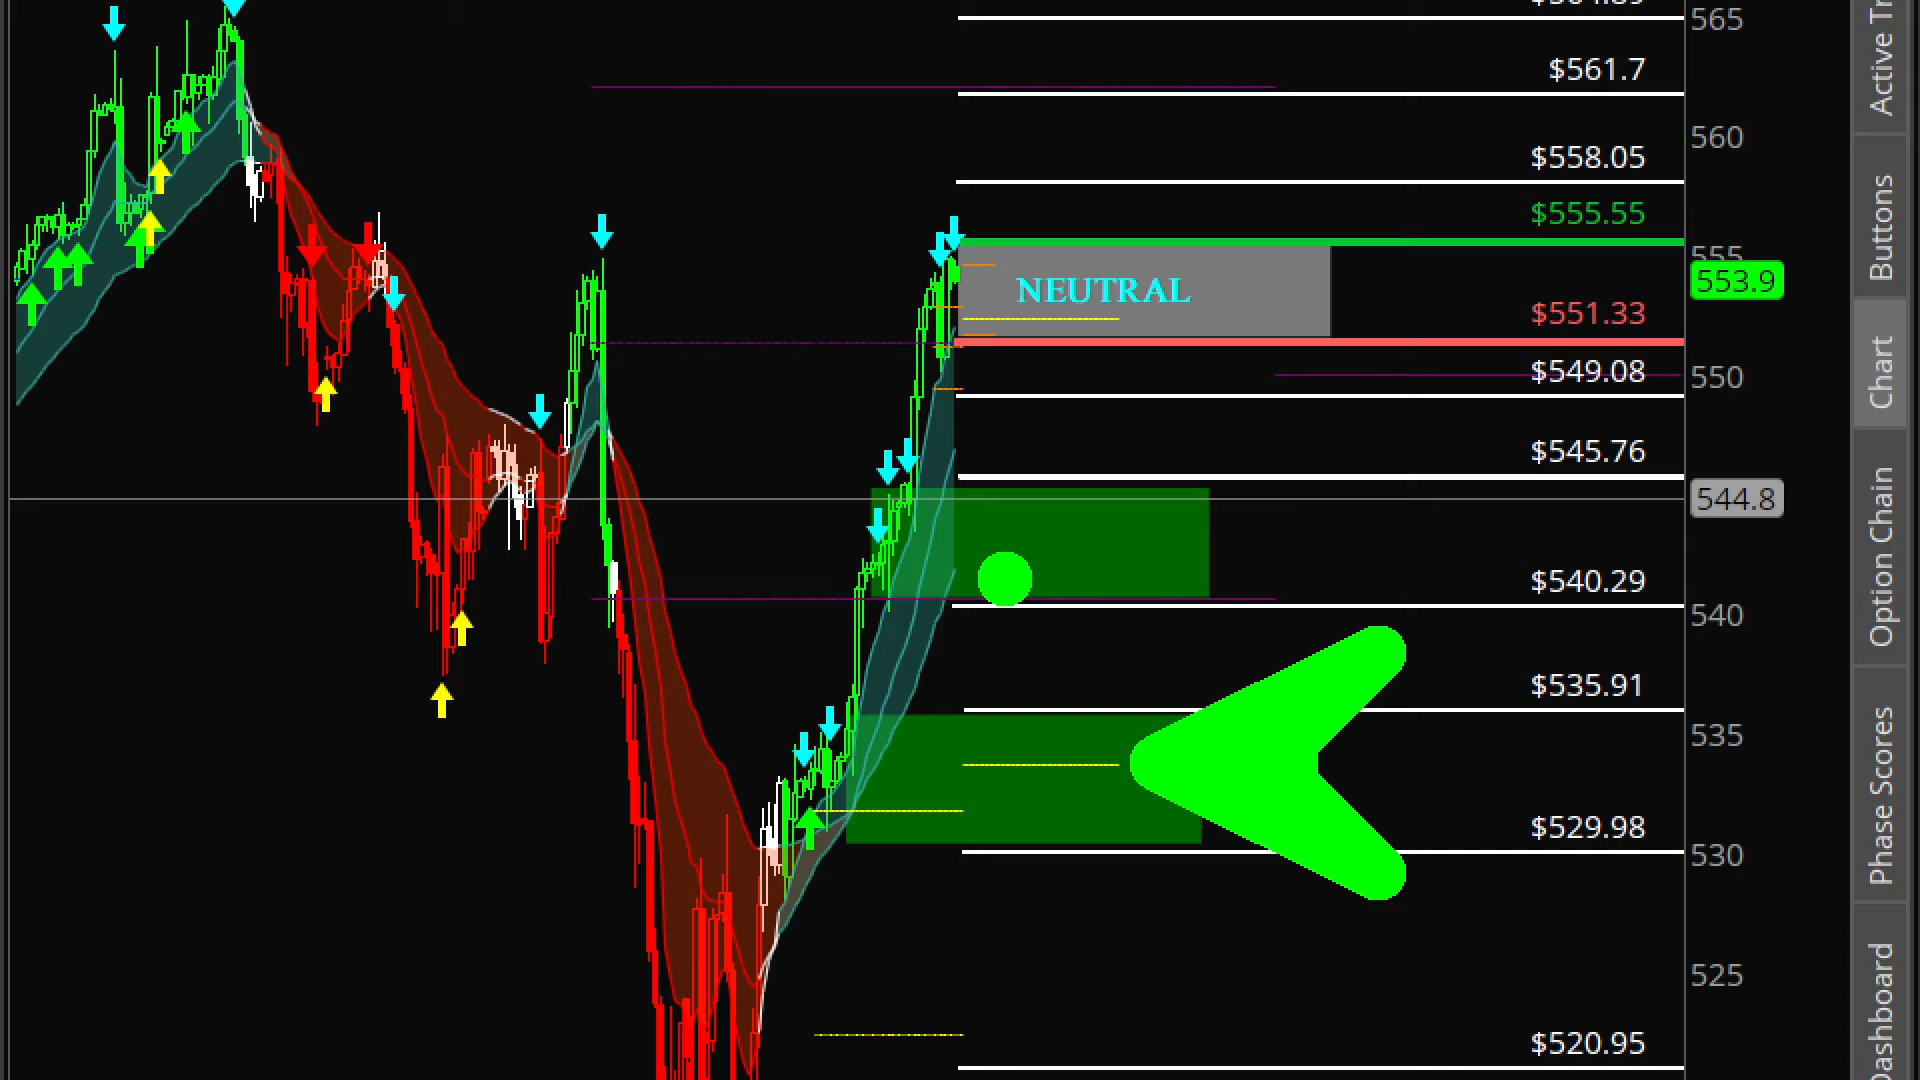 565
$561.7
560
$558.05
$555.55
555
553.9
NEUTRAL
$551.33
$549.08
550
$545.76
544.8
$540.29
540
$535.91
535
$529.98
530
525
$520.95
Active Tr
Buttons
Chart
Option Chain
Phase Scores
Dashboard